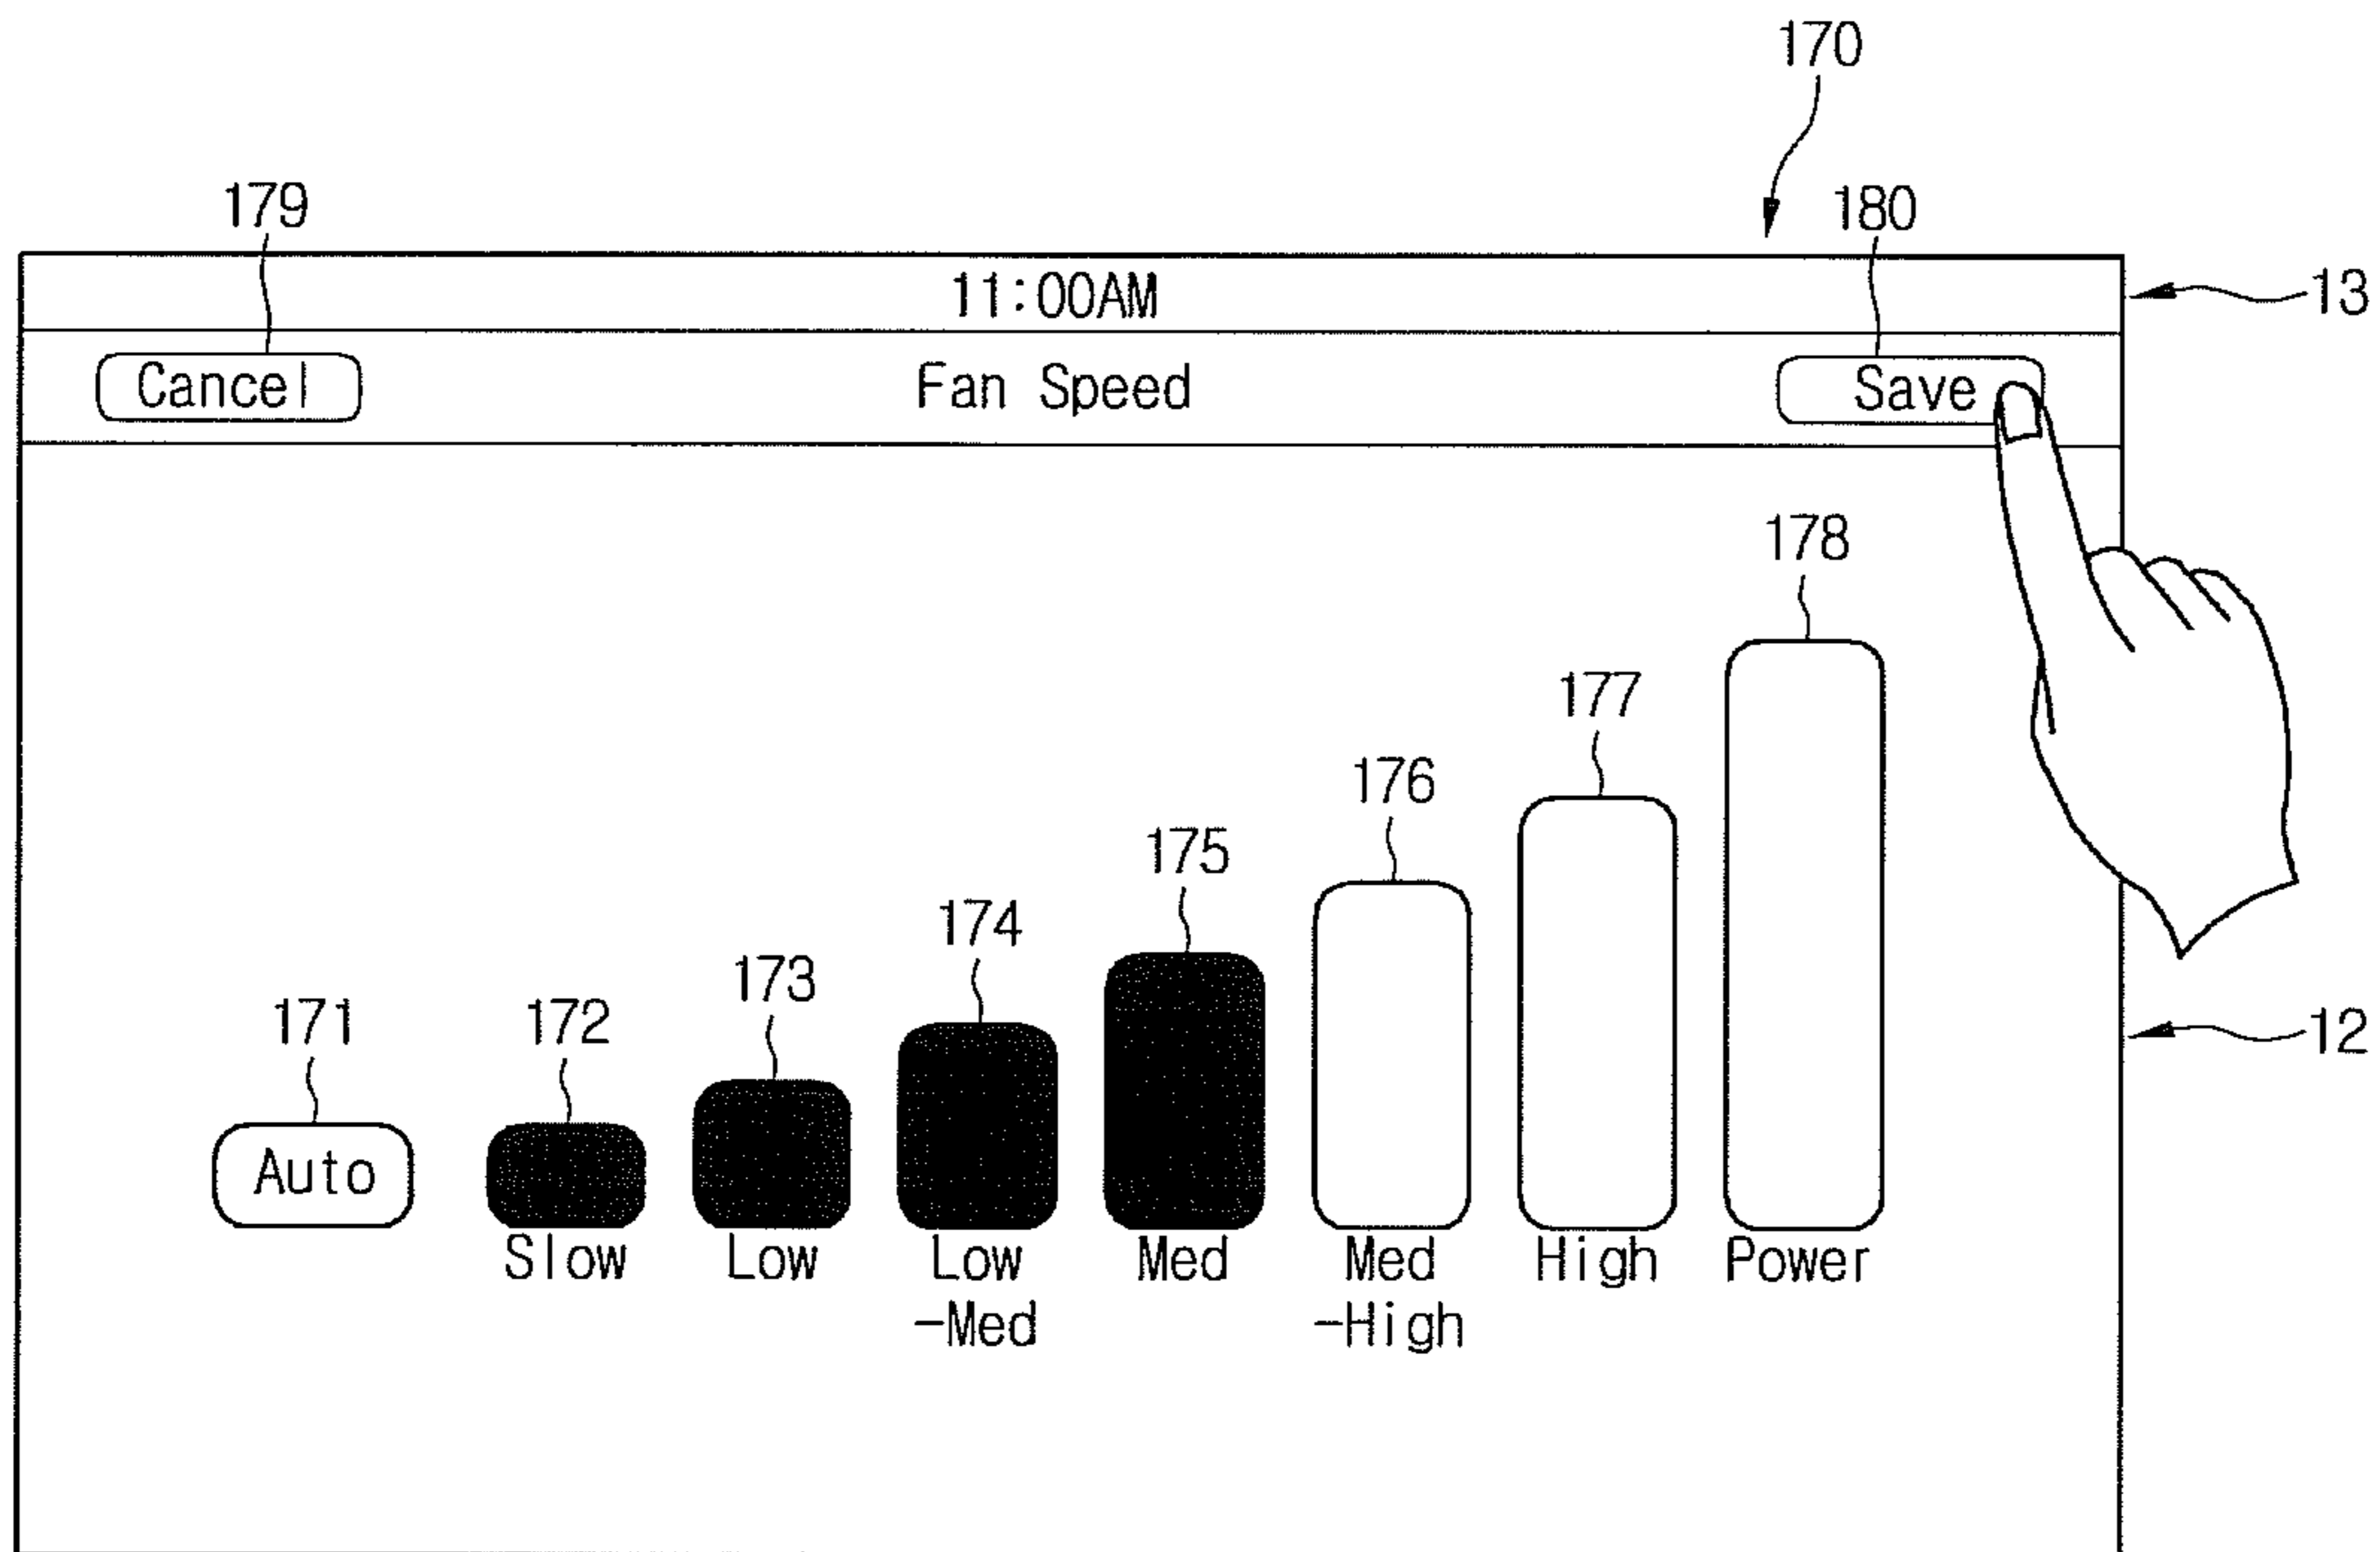 170
179
180
11:00AM
13
Cancel
Fan Speed
Save
178
177
176
175
174
173
171
172
12
Auto
Slow
Low
Low
-Med
Med
Med
-High
High
Power